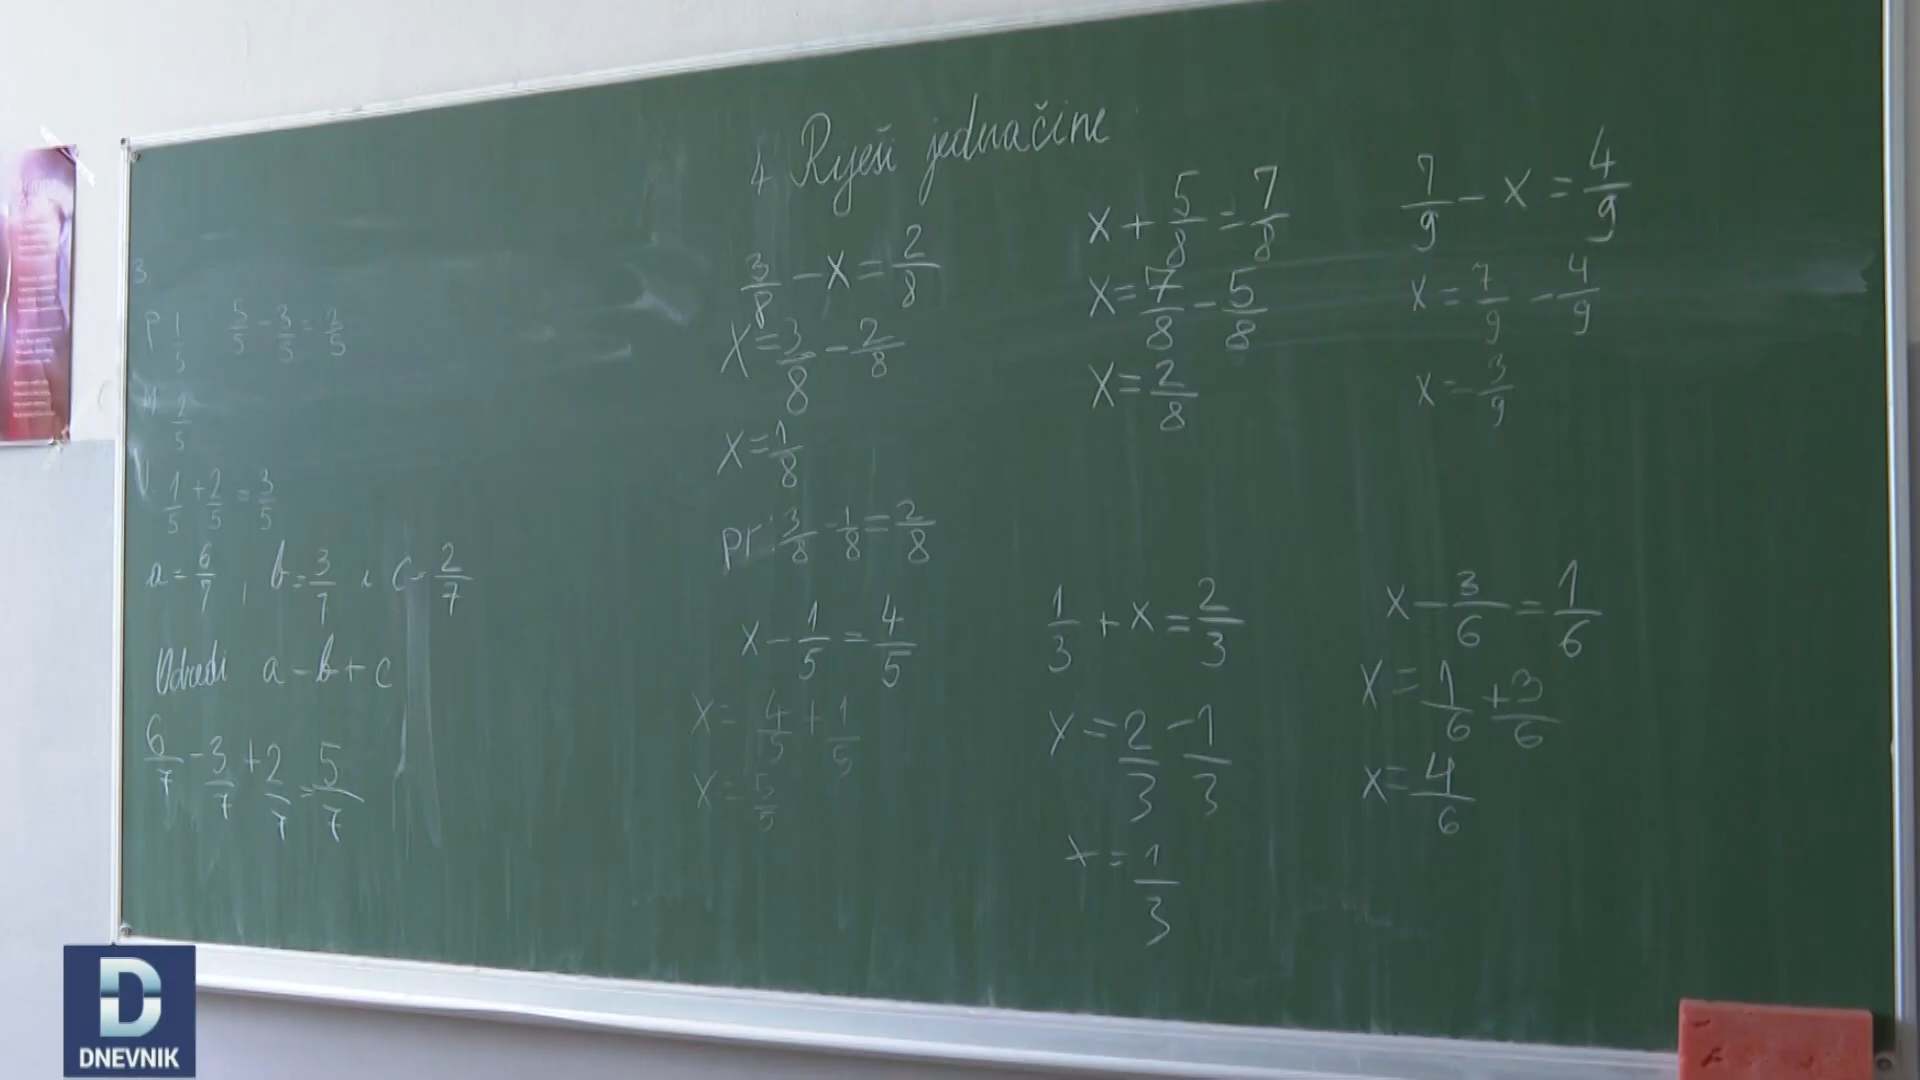 3.
P 1/5 5/5 - 3/5 = 2/5
M 2/5
V. 1/5 + 2/5 = 3/5
a = 6/7, b = 3/7 i c = 2/7
Odredi a - b + c
6/7 - 3/7 + 2/7 = 5/7
4 Riješi jednačine
3/8 - x = 2/8
x = 3/8 - 2/8
x = 1/8
pr: 3/8 - 1/8 = 2/8
x + 5/8 = 7/8
x = 7/8 - 5/8
x = 2/8
7/9 - x = 4/9
x = 7/9 - 4/9
x = 3/9
x - 1/5 = 4/5
x = 4/5 + 1/5
x = 5/5
1/3 + x = 2/3
x = 2/3 - 1/3
x = 1/3
x - 3/6 = 1/6
x = 1/6 + 3/6
x = 4/6
D
DNEVNIK